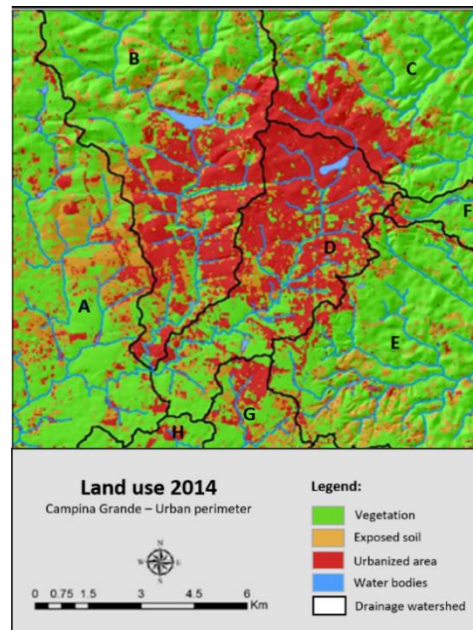 B
C
F
D
A
E
G
H
Land use 2014
Campina Grande – Urban perimeter
N
W E
S
0 0.75 1.5 3 4.5 6
Km
Legend:
Vegetation
Exposed soil
Urbanized area
Water bodies
Drainage watershed